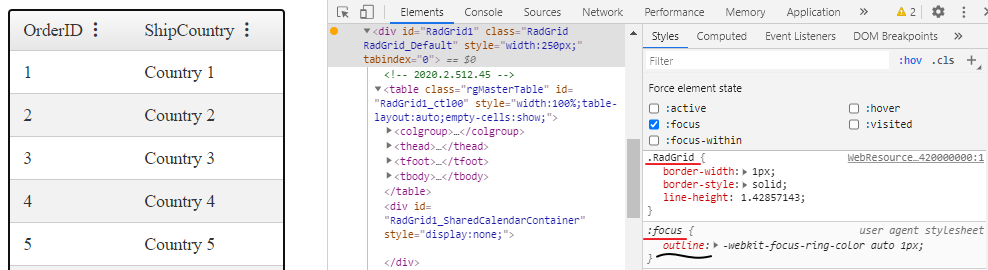 OrderID ShipCountry
1 Country 1
2 Country 2
3 Country 3
4 Country 4
5 Country 5
Elements Console Sources Network Performance Memory » 2
<div id="RadGrid1" class="RadGrid
RadGrid_Default" style="width:250px;"
tabindex="0"> == $0
<!-- 2020.2.512.45 -->
<table class="rgMasterTable" id=
"RadGrid1_ctl00" style="width:100%;table-
layout:auto;empty-cells:show;">
<colgroup>…</colgroup>
<thead>…</thead>
<tfoot>…</tfoot>
<tbody>…</tbody>
</table>
<div id=
"RadGrid1_SharedCalendarContainer"
style="display:none;">
</div>
Styles Computed Event Listeners DOM Breakpoints »
Filter :hov .cls +
Force element state
:active :hover
:focus :visited
:focus-within
.RadGrid { WebResource…420000000:1
border-width: 1px;
border-style: solid;
line-height: 1.42857143;
}
:focus { user agent stylesheet
outline: -webkit-focus-ring-color auto 1px;
}